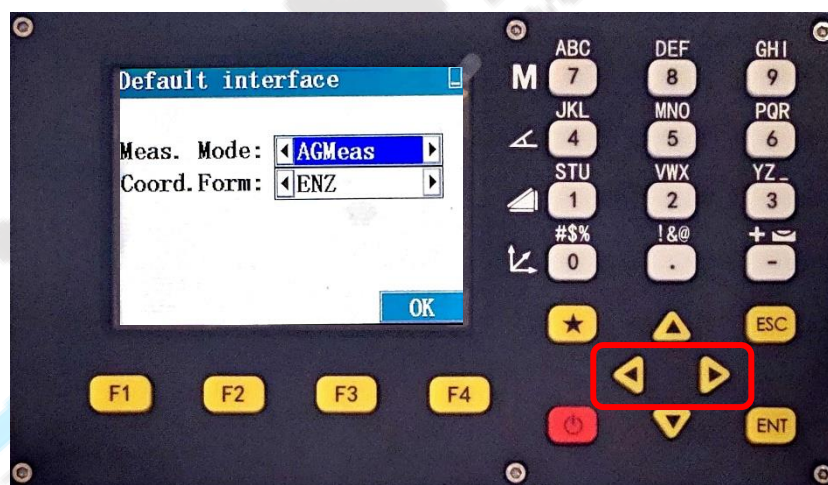 Default interface
Meas. Mode: AGMeas
Coord.Form: ENZ
OK
F1 F2 F3 F4
ABC DEF GHI
M 7 8 9
JKL MNO PQR
4 5 6
STU VWX YZ_
1 2 3
#$% !&@ +
0 . -
ESC
ENT